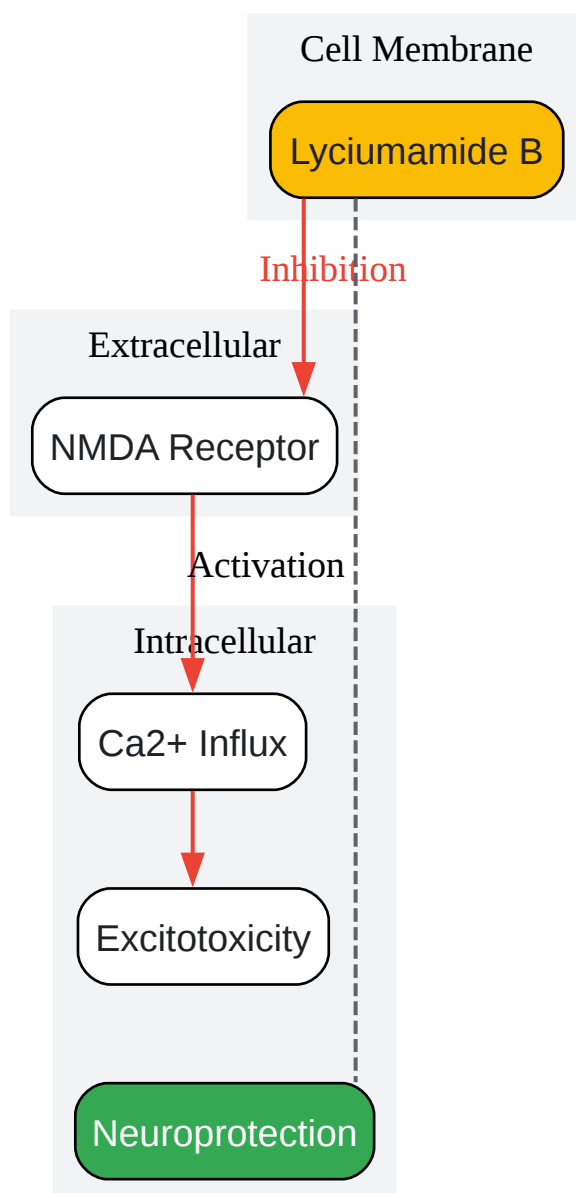 Cell Membrane
Lyciumamide B
Inhibition
Extracellular
NMDA Receptor
Activation
Intracellular
Ca2+ Influx
Excitotoxicity
Neuroprotection